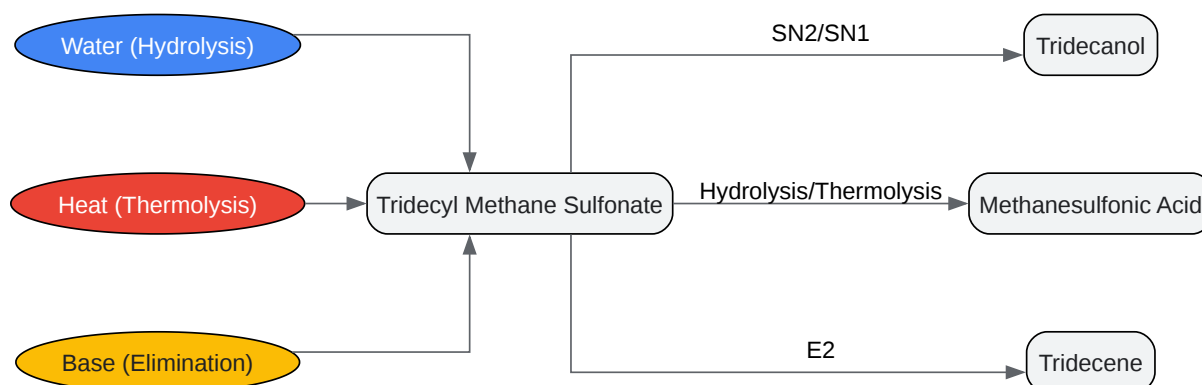 Water (Hydrolysis)
SN2/SN1
Tridecanol
Heat (Thermolysis)
Tridecyl Methane Sulfonate
Hydrolysis/Thermolysis
Methanesulfonic Acid
Base (Elimination)
E2
Tridecene